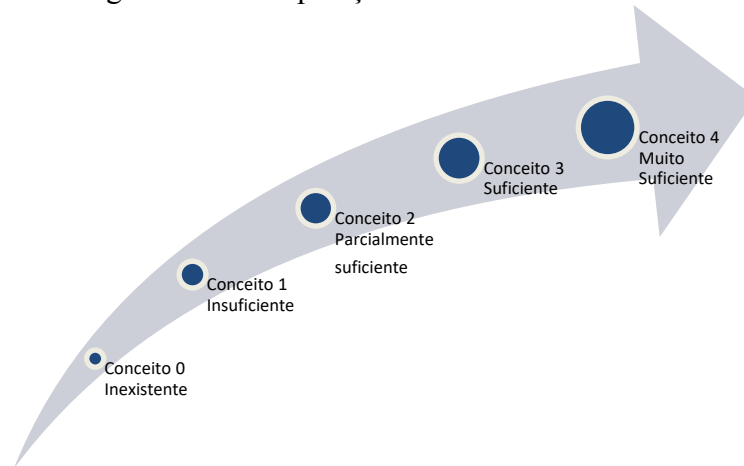 Conceito 4
Muito
Suficiente
Conceito 3
Suficiente
Conceito 2
Parcialmente
suficiente
Conceito 1
Insuficiente
Conceito 0
Inexistente